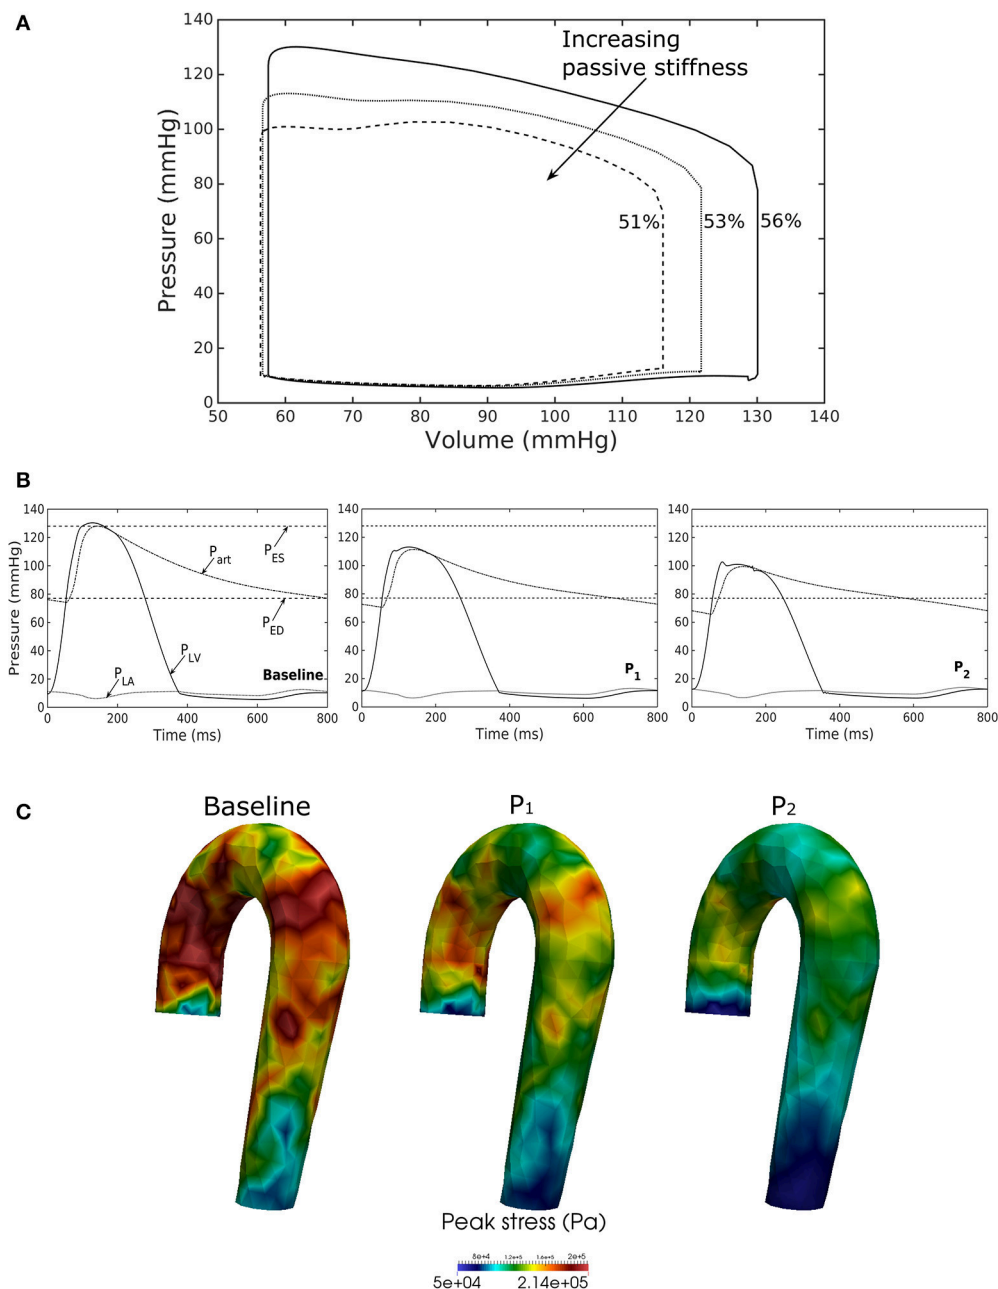 A
Increasing
passive stiffness
51% 53% 56%
140
120
100
80
60
40
20
0
Pressure (mmHg)
50 60 70 80 90 100 110 120 130 140
Volume (mmHg)
B
140
120
100
80
60
40
20
0
Pressure (mmHg)
P_ES
P_art
P_ED
P_LV
P_LA
Baseline
0 200 400 600 800
Time (ms)
140
120
100
80
60
40
20
0
P_1
0 200 400 600 800
Time (ms)
140
120
100
80
60
40
20
0
P_2
0 200 400 600 800
Time (ms)
C
Baseline P1 P2
Peak stress (Pa)
8e+4 1.2e+5 1.6e+5 2e+5
5e+04 2.14e+05